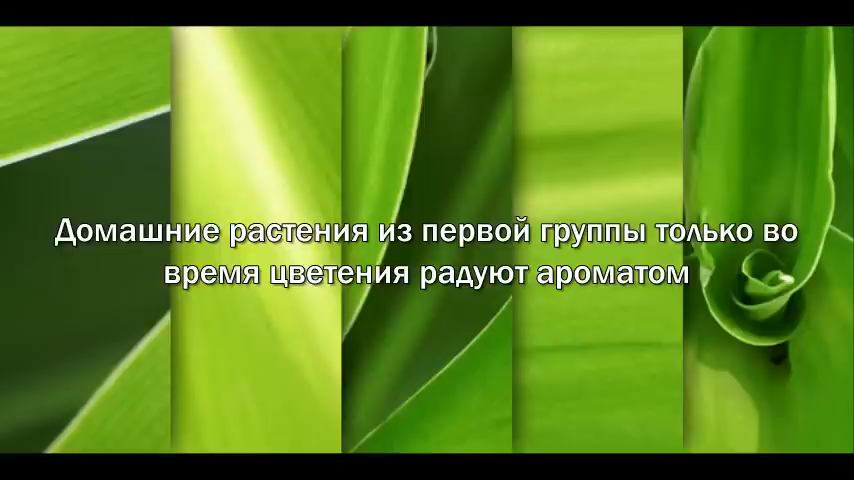 Домашние растения из первой группы только во
время цветения радуют ароматом